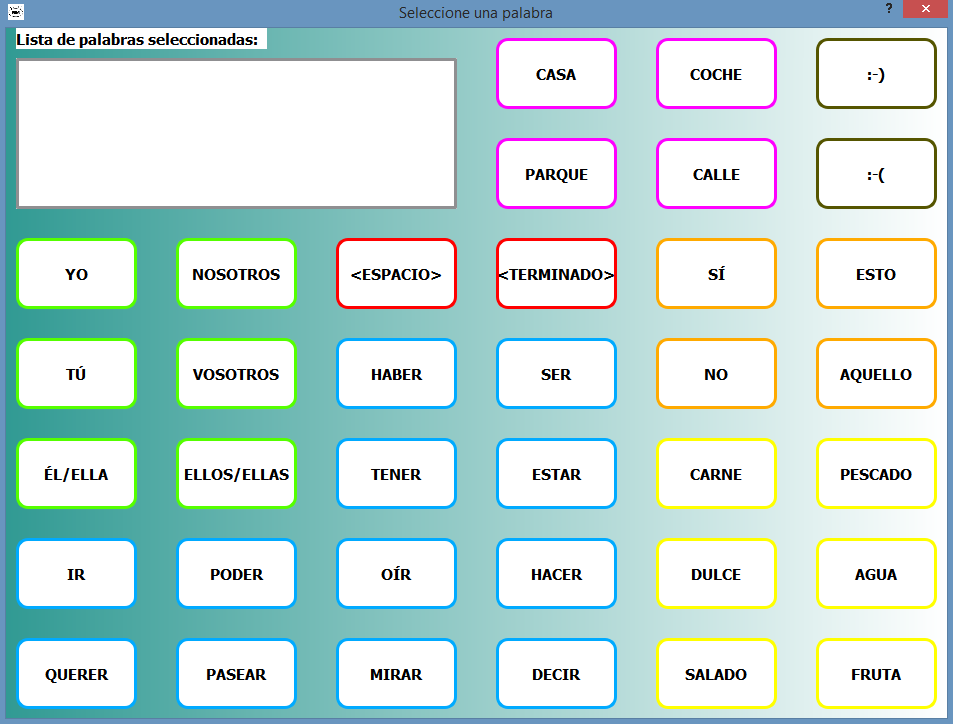 Seleccione una palabra
?
Lista de palabras seleccionadas:
CASA
COCHE
:-)
PARQUE
CALLE
:-(
YO
NOSOTROS
<ESPACIO>
<TERMINADO>
SÍ
ESTO
TÚ
VOSOTROS
HABER
SER
NO
AQUELLO
ÉL/ELLA
ELLOS/ELLAS
TENER
ESTAR
CARNE
PESCADO
IR
PODER
OÍR
HACER
DULCE
AGUA
QUERER
PASEAR
MIRAR
DECIR
SALADO
FRUTA